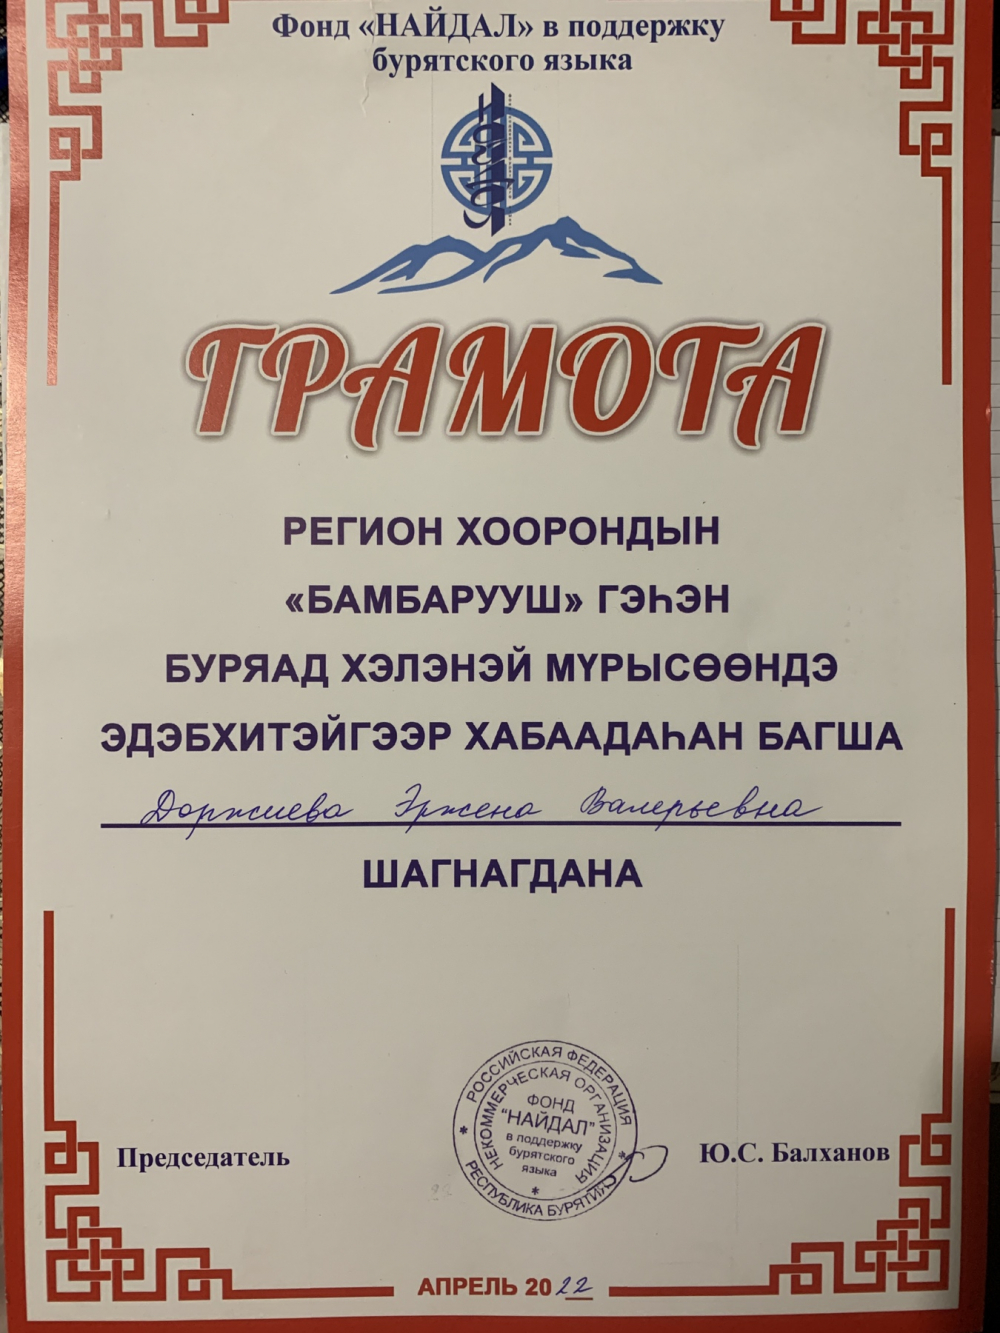 Фонд «НАЙДАЛ» в поддержку
бурятского языка
ГРАМОТА
РЕГИОН ХООРОНДЫН
«БАМБАРУУШ» ГЭҺЭН
БУРЯАД ХЭЛЭНЭЙ МҮРЫСӨӨНДЭ
ЭДЭБХИТЭЙГЭЭР ХАБААДАҺАН БАГША
Доржиева Эржена Валерьевна
ШАГНАГДАНА
РОССИЙСКАЯ ФЕДЕРАЦИЯ
НЕКОММЕРЧЕСКАЯ ОРГАНИЗАЦИЯ
ФОНД
"НАЙДАЛ"
в поддержку
бурятского
языка
РЕСПУБЛИКА БУРЯТИЯ
Председатель
Ю.С. Балханов
АПРЕЛЬ 2022